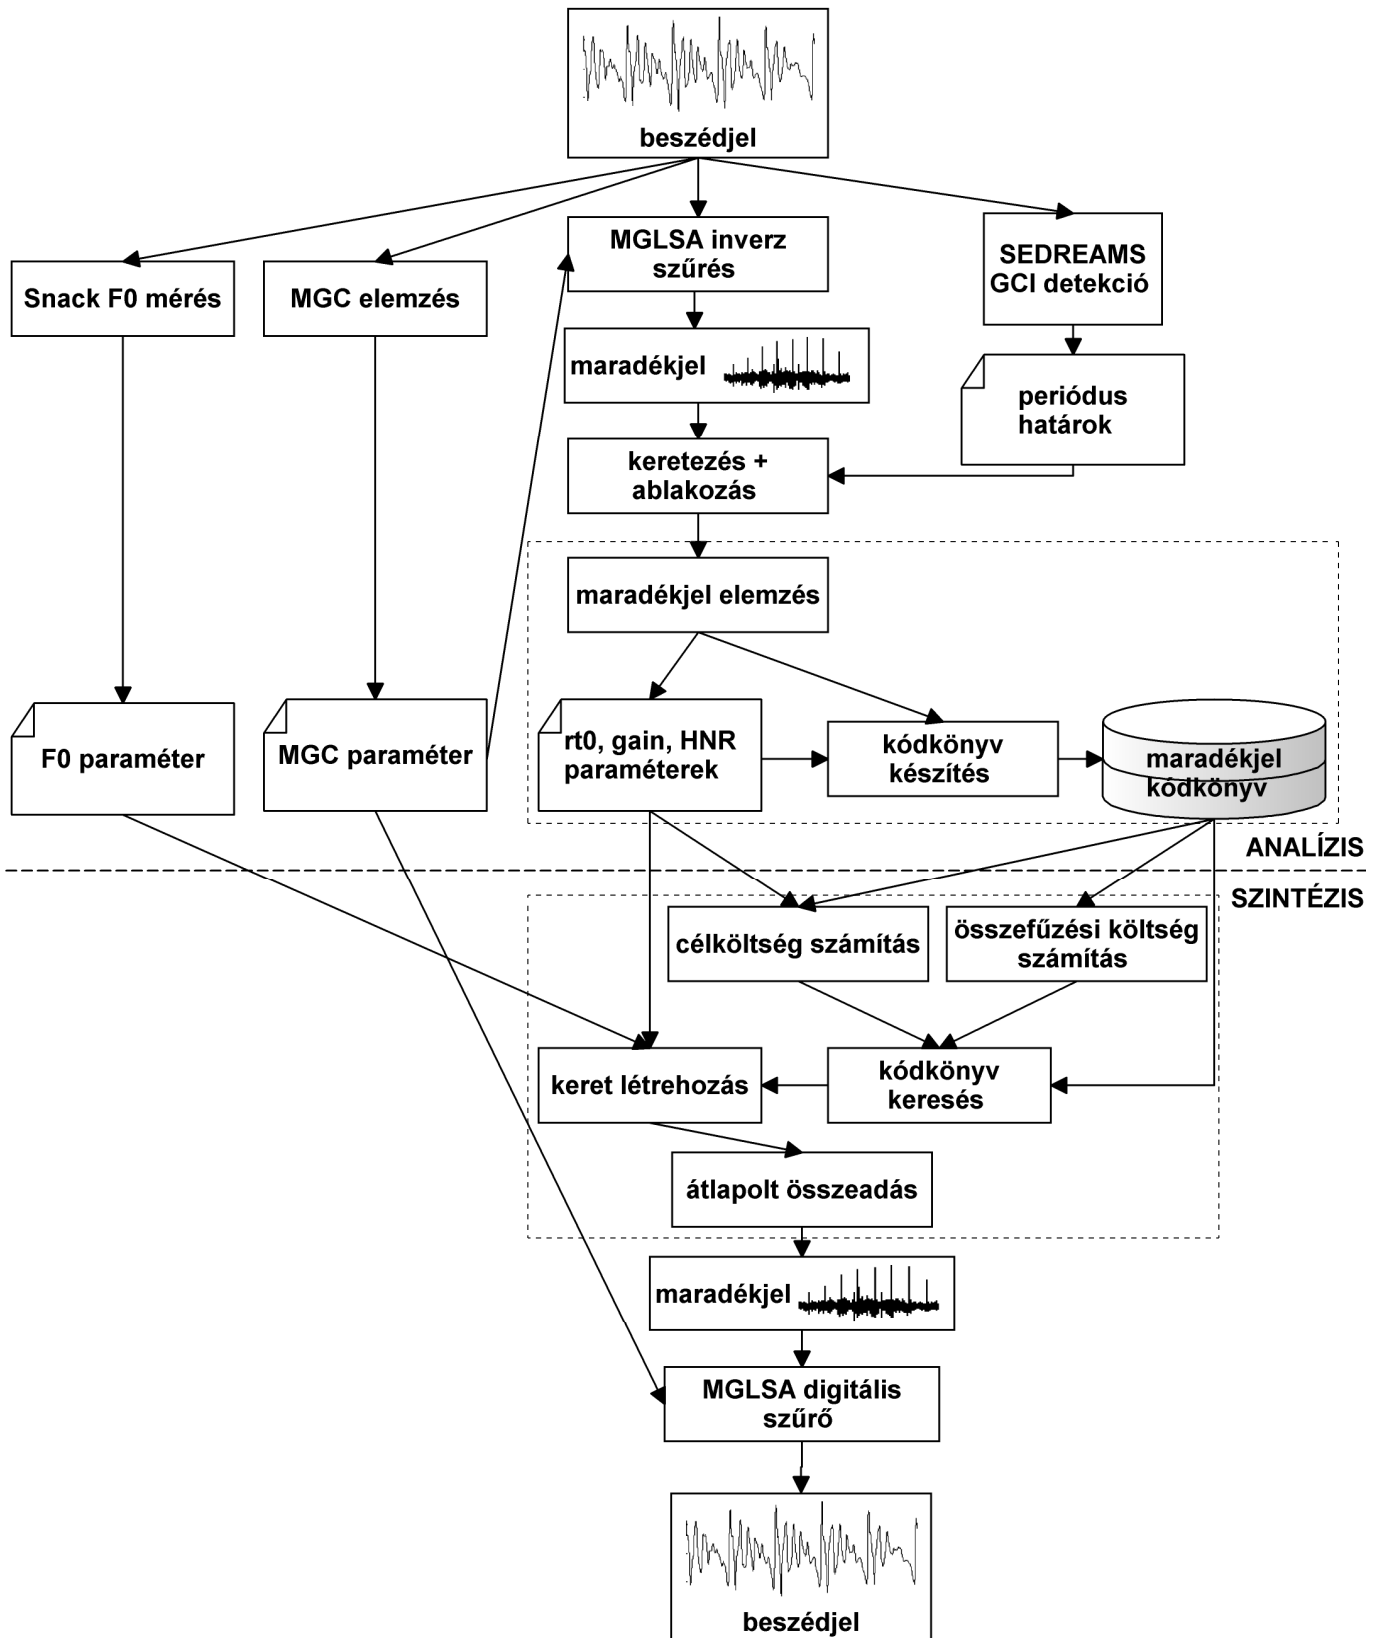 beszédjel
MGLSA inverz
szűrés
SEDREAMS
GCI detekció
Snack F0 mérés
MGC elemzés
maradékjel
periódus
határok
keretezés +
ablakozás
maradékjel elemzés
F0 paraméter
MGC paraméter
rt0, gain, HNR
paraméterek
kódkönyv
készítés
maradékjel
kódkönyv
ANALÍZIS
SZINTÉZIS
célköltség számítás
összefűzési költség
számítás
keret létrehozás
kódkönyv
keresés
átlapolt összeadás
maradékjel
MGLSA digitális
szűrő
beszédjel